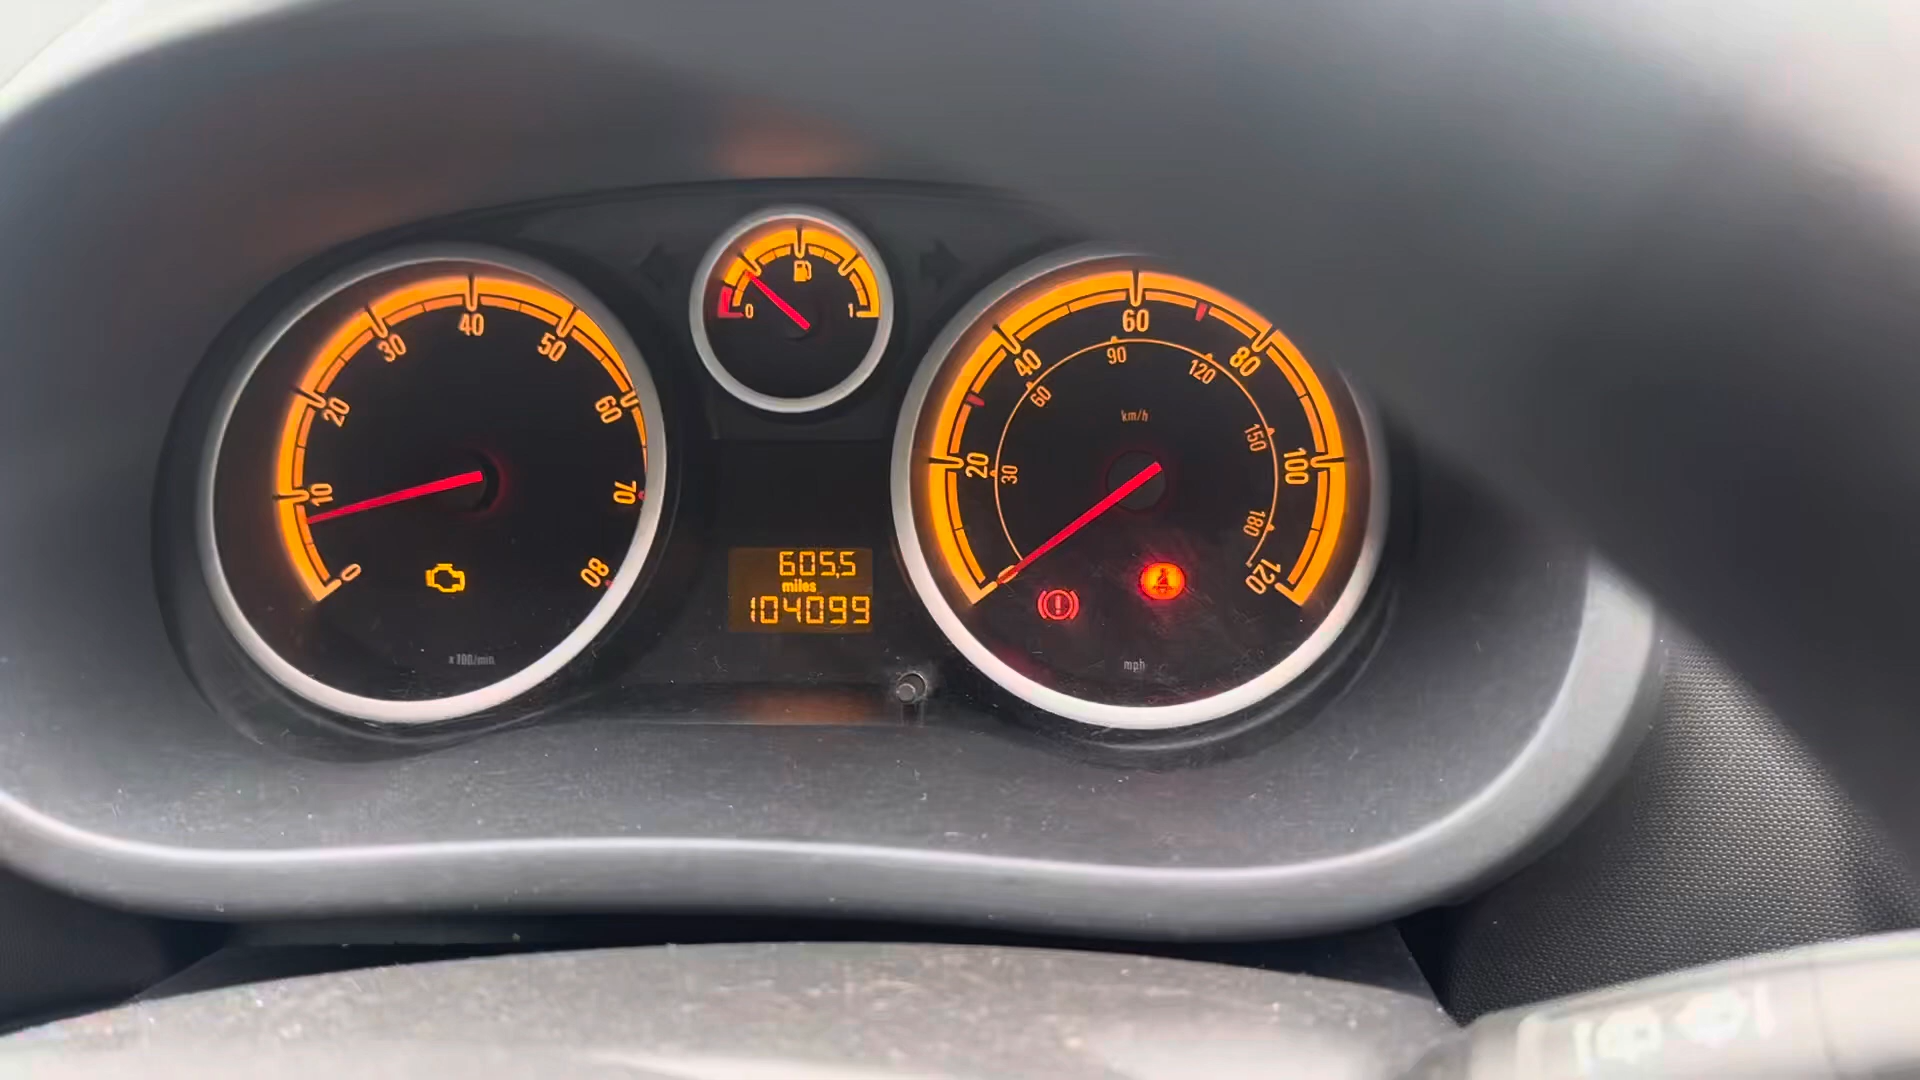 0 10 20 30 40 50 60 70 80
x 100/min
0 1
605,5
miles
104099
0 20 40 60 80 100 120
30 60 90 120 150 180
km/h
mph